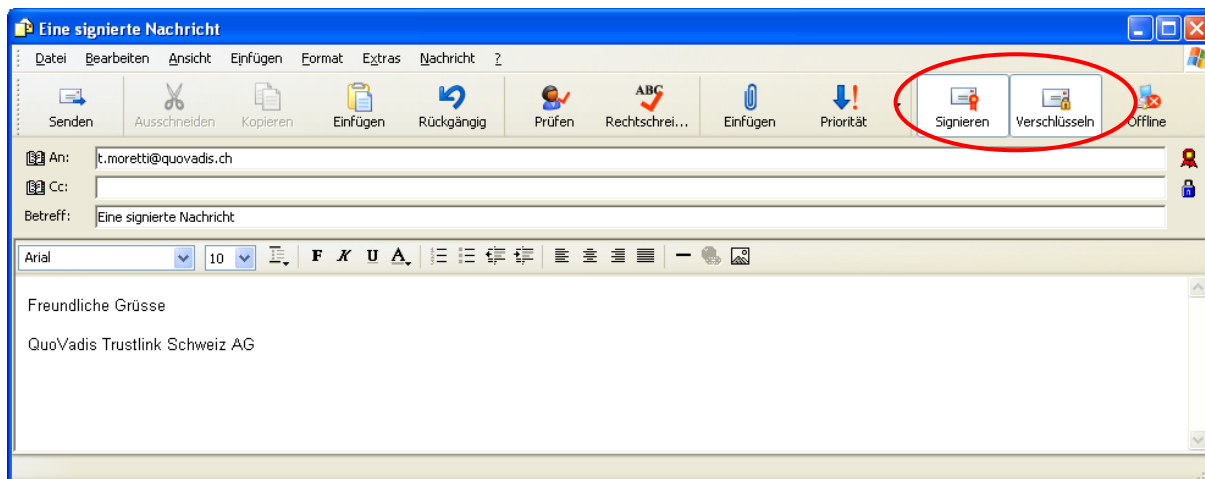 Eine signierte Nachricht
Datei Bearbeiten Ansicht Einfügen Format Extras Nachricht ?
ABC
Senden Ausschneiden Kopieren Einfügen Rückgängig Prüfen Rechtschrei... Einfügen Priorität Signieren Verschlüsseln Offline
An: t.moretti@quovadis.ch
Cc:
Betreff: Eine signierte Nachricht
Arial 10 F K U A
Freundliche Grüsse
QuoVadis Trustlink Schweiz AG